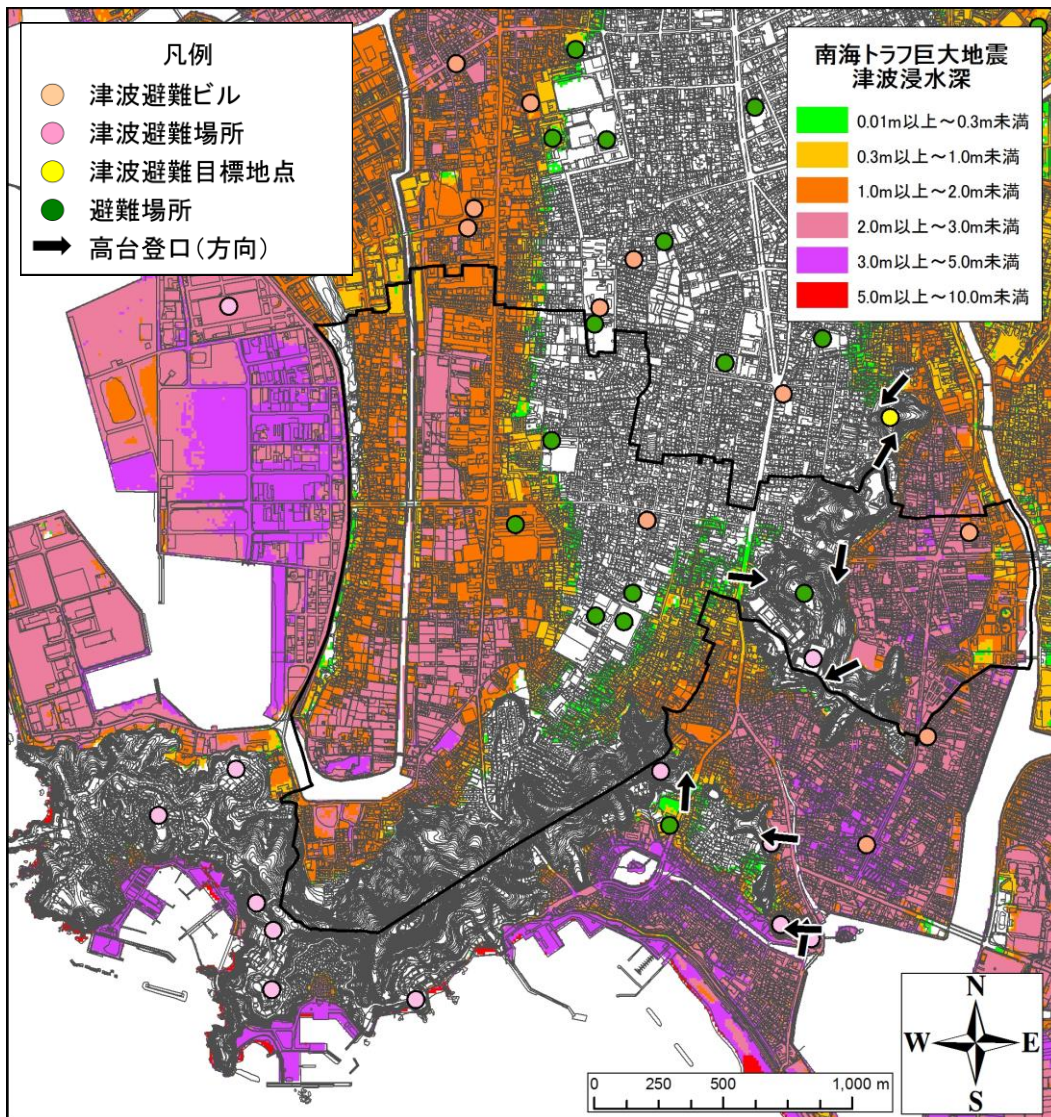 凡例
津波避難ビル
津波避難場所
津波避難目標地点
避難場所
高台登口(方向)
南海トラフ巨大地震
津波浸水深
0.01m以上～0.3m未満
0.3m以上～1.0m未満
1.0m以上～2.0m未満
2.0m以上～3.0m未満
3.0m以上～5.0m未満
5.0m以上～10.0m未満
N
W E
S
0 250 500 1,000 m